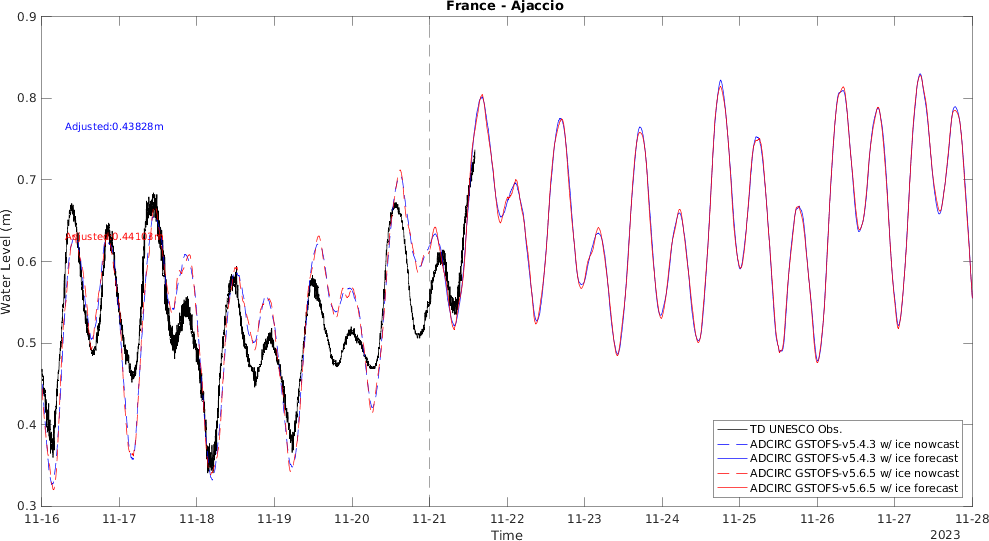 France - Ajaccio
0.9
0.8
0.7
0.6
0.5
0.4
0.3
Water Level (m)
Adjusted:0.43828m
Adjusted:0.44103m
TD UNESCO Obs.
ADCIRC GSTOFS-v5.4.3 w/ ice nowcast
ADCIRC GSTOFS-v5.4.3 w/ ice forecast
ADCIRC GSTOFS-v5.6.5 w/ ice nowcast
ADCIRC GSTOFS-v5.6.5 w/ ice forecast
11-16 11-17 11-18 11-19 11-20 11-21 11-22 11-23 11-24 11-25 11-26 11-27 11-28
Time
2023